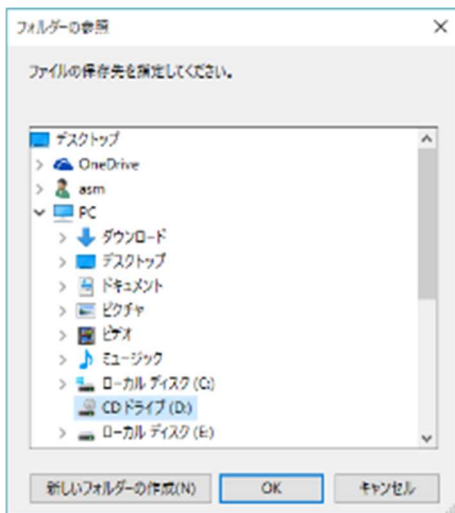 フォルダーの参照
ファイルの保存先を指定してください。
デスクトップ
OneDrive
asm
PC
ダウンロード
デスクトップ
ドキュメント
ピクチャ
ビデオ
ミュージック
ローカル ディスク (C:)
CD ドライブ (D:)
ローカル ディスク (E:)
新しいフォルダーの作成(N) OK キャンセル